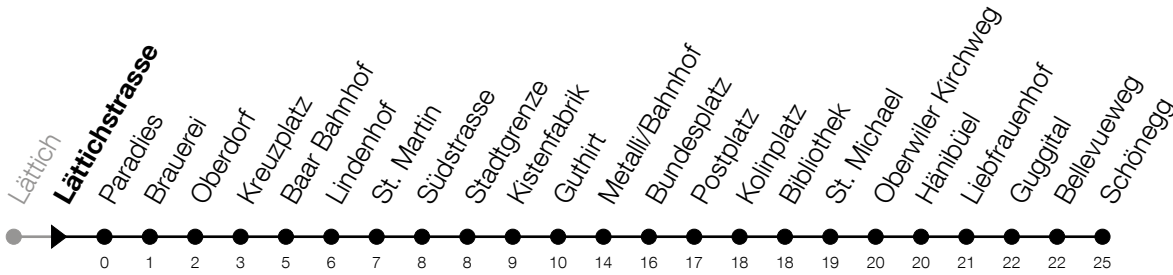 Lättich
Lättichstrasse
Paradies
Brauerei
Oberdorf
Kreuzplatz
Baar Bahnhof
Lindenhof
St. Martin
Südstrasse
Stadtgrenze
Kistenfabrik
Guthirt
Metalli/Bahnhof
Bundesplatz
Postplatz
Kolinplatz
Bibliothek
St. Michael
Oberwiler Kirchweg
Hänibüel
Liebfrauenhof
Guggital
Bellevueweg
Schönegg
0 1 2 3 5 6 7 8 8 9 10 14 16 17 18 18 19 20 20 21 22 22 25